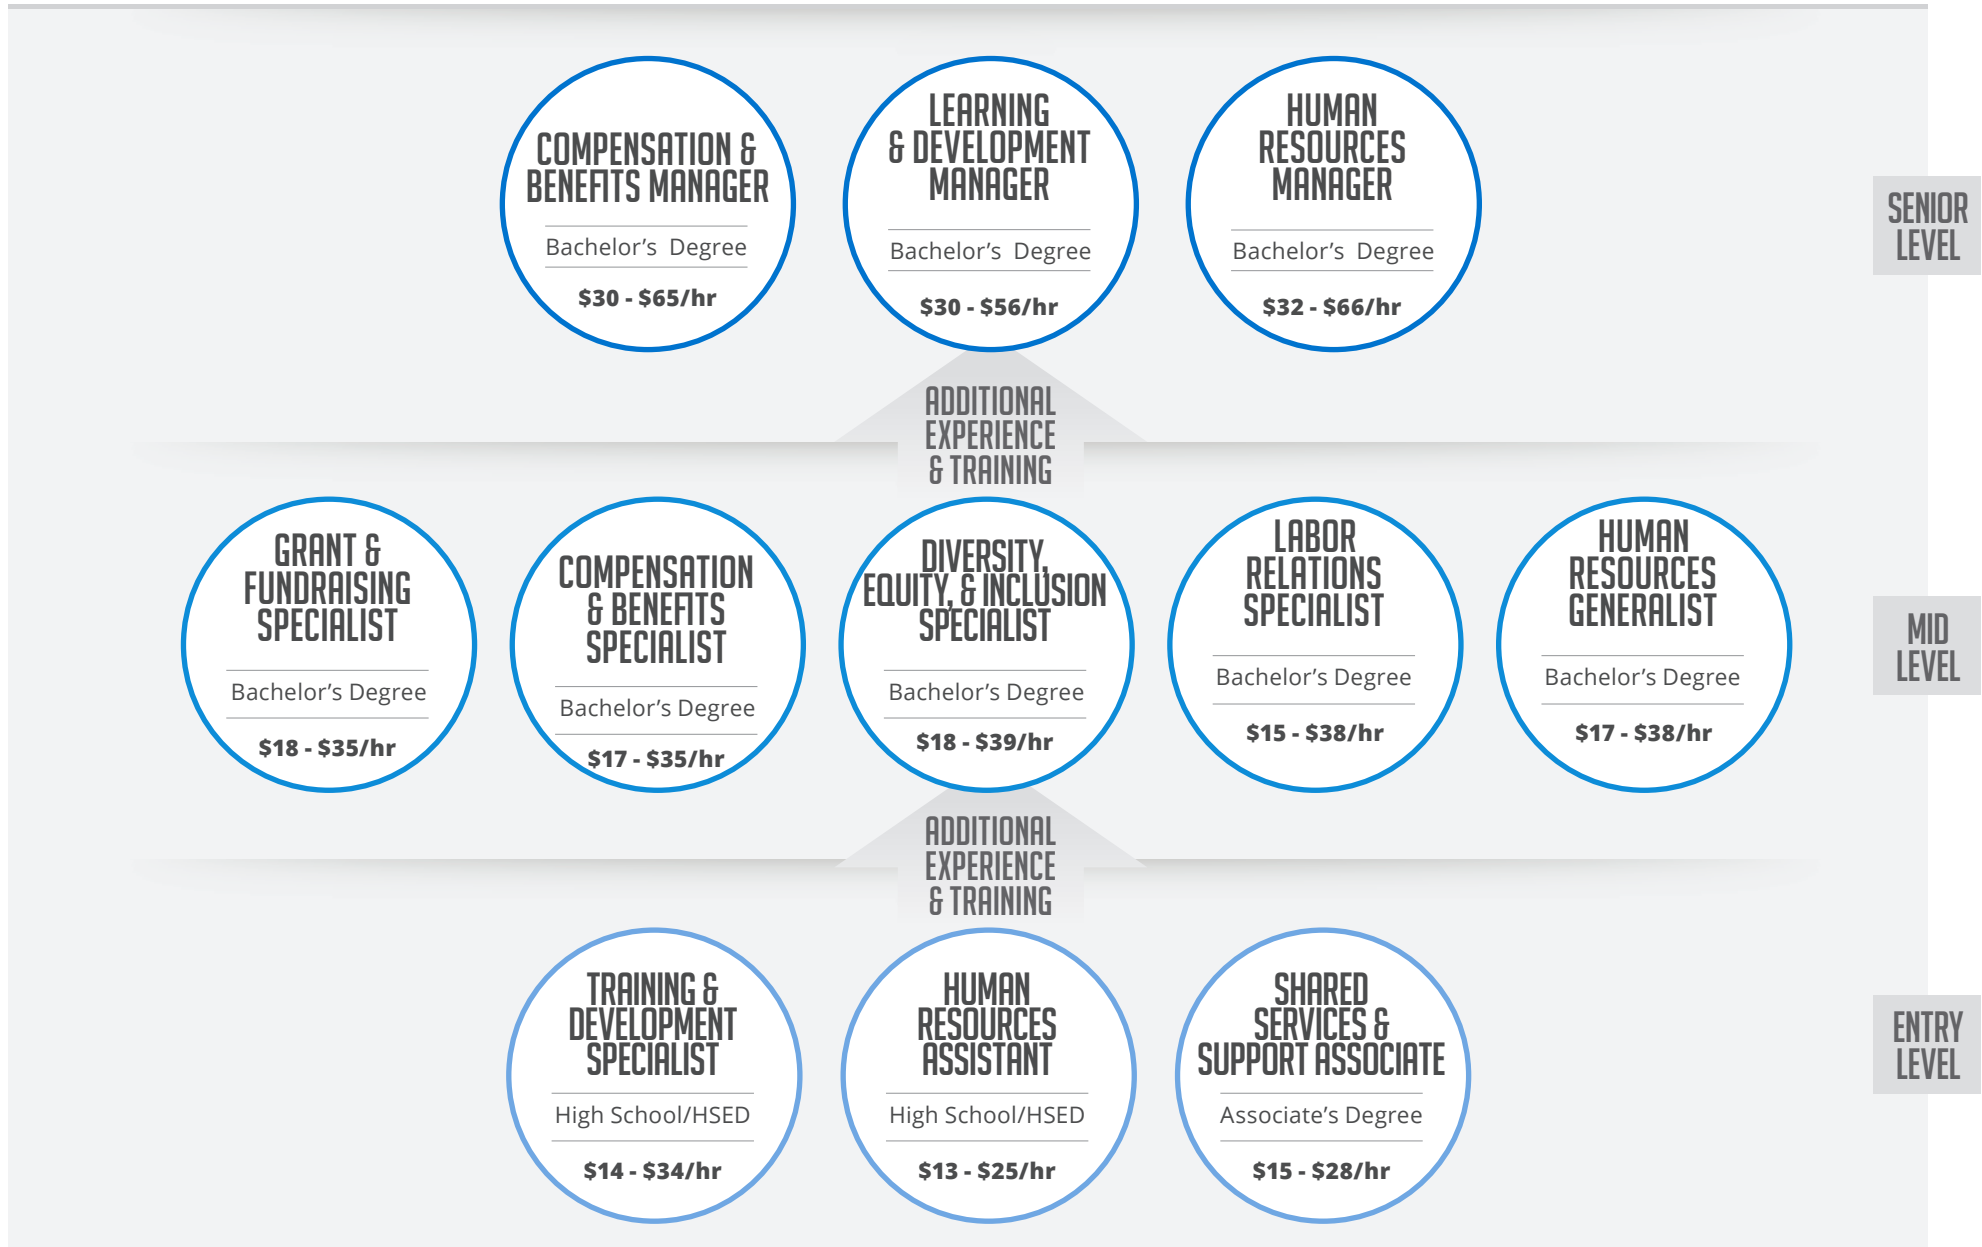 COMPENSATION &
BENEFITS MANAGER
Bachelor's  Degree
$30 - $65/hr
LEARNING
& DEVELOPMENT
MANAGER
Bachelor's  Degree
$30 - $56/hr
HUMAN
RESOURCES
MANAGER
Bachelor's  Degree
$32 - $66/hr
SENIOR
LEVEL
ADDITIONAL
EXPERIENCE
& TRAINING
GRANT &
FUNDRAISING
SPECIALIST
Bachelor's Degree
$18 - $35/hr
COMPENSATION
& BENEFITS
SPECIALIST
Bachelor's Degree
$17 - $35/hr
DIVERSITY,
EQUITY, & INCLUSION
SPECIALIST
Bachelor's Degree
$18 - $39/hr
LABOR
RELATIONS
SPECIALIST
Bachelor's Degree
$15 - $38/hr
HUMAN
RESOURCES
GENERALIST
Bachelor's Degree
$17 - $38/hr
MID
LEVEL
ADDITIONAL
EXPERIENCE
& TRAINING
TRAINING &
DEVELOPMENT
SPECIALIST
High School/HSED
$14 - $34/hr
HUMAN
RESOURCES
ASSISTANT
High School/HSED
$13 - $25/hr
SHARED
SERVICES &
SUPPORT ASSOCIATE
Associate's Degree
$15 - $28/hr
ENTRY
LEVEL